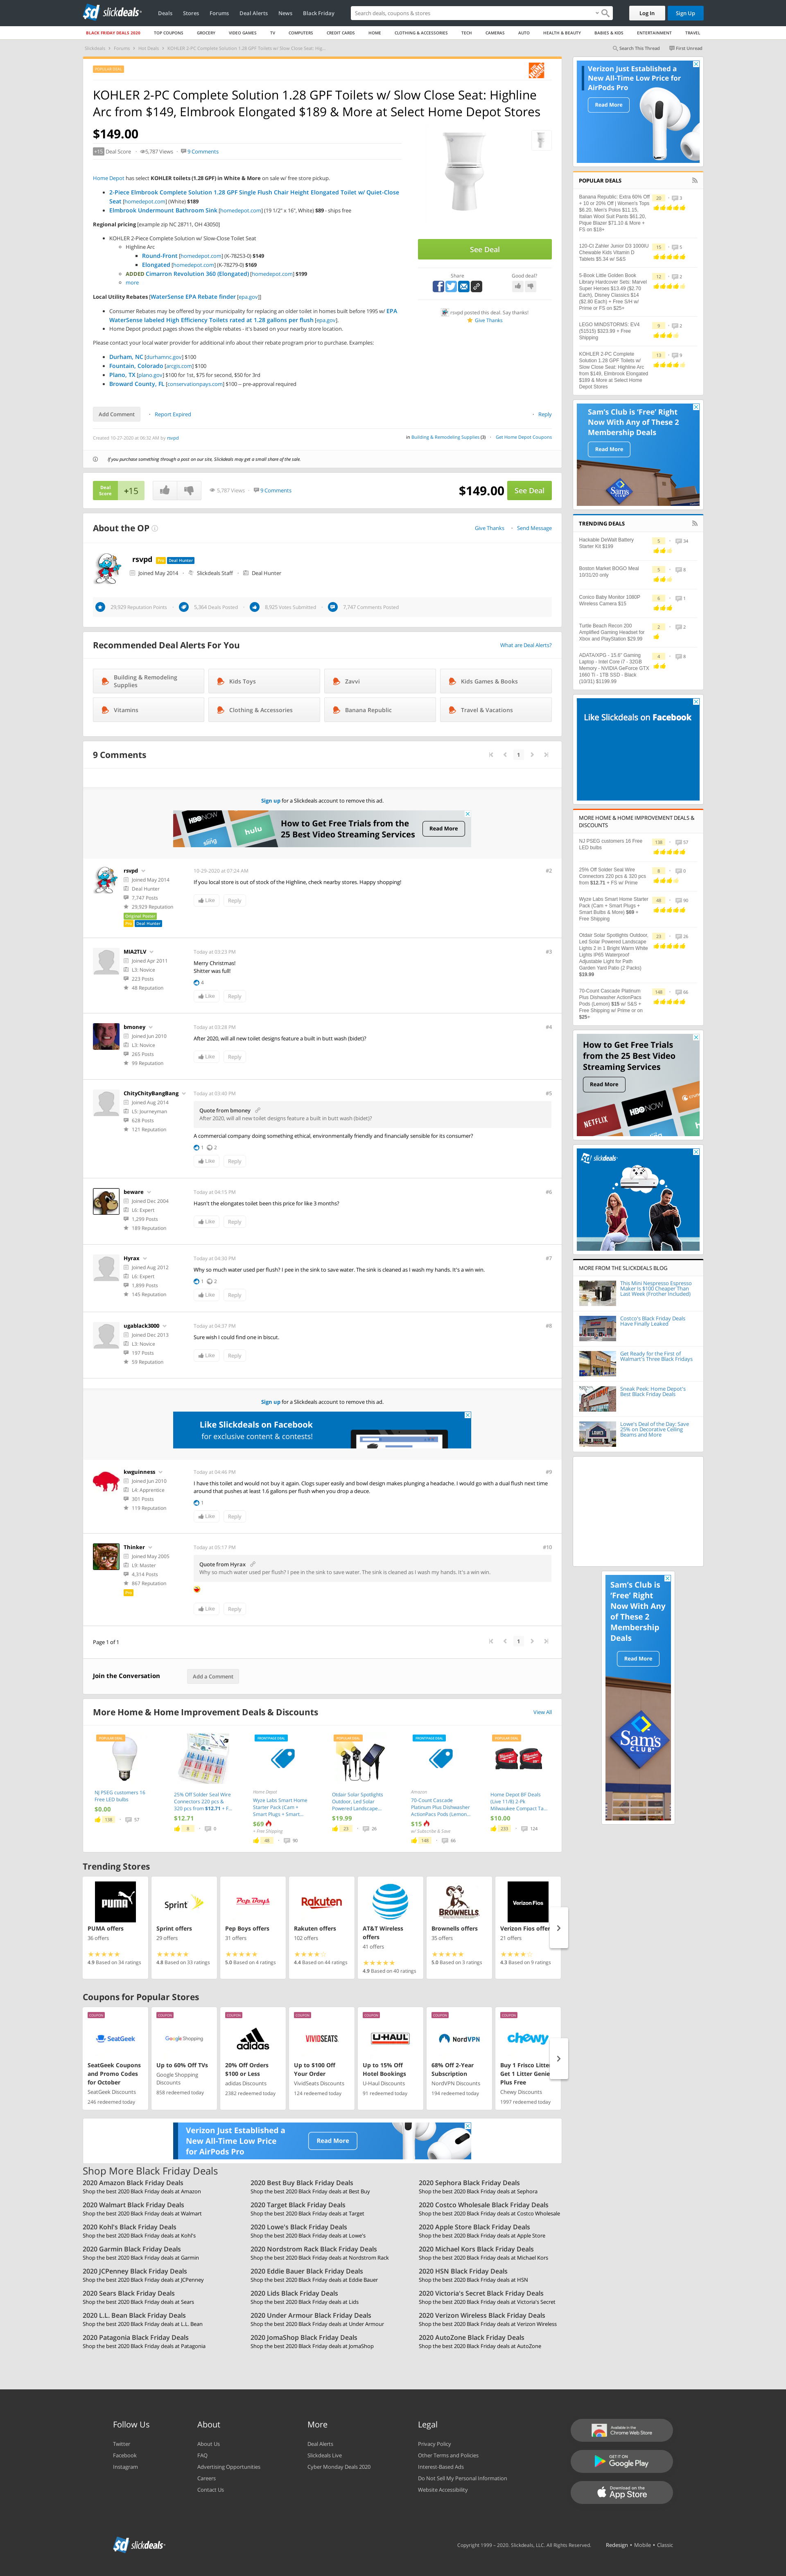 slickdeals
Deals Stores Forums Deal Alerts News Black Friday
Search deals, coupons & stores
Log In Sign Up
BLACK FRIDAY DEALS 2020 TOP COUPONS GROCERY VIDEO GAMES TV COMPUTERS CREDIT CARDS HOME CLOTHING & ACCESSORIES TECH CAMERAS AUTO HEALTH & BEAUTY BABIES & KIDS ENTERTAINMENT TRAVEL
Slickdeals > Forums > Hot Deals > KOHLER 2-PC Complete Solution 1.28 GPF Toilets w/ Slow Close Seat: Hig...
Search This Thread First Unread
KOHLER 2-PC Complete Solution 1.28 GPF Toilets w/ Slow Close Seat: Highline
Arc from $149, Elmbrook Elongated $189 & More at Select Home Depot Stores
$149.00
+15 Deal Score 5,787 Views 9 Comments
Home Depot has select KOHLER toilets (1.28 GPF) in White & More on sale w/ free store pickup.
2-Piece Elmbrook Complete Solution 1.28 GPF Single Flush Chair Height Elongated Toilet w/ Quiet-Close
Seat [homedepot.com] (White) $189
Elmbrook Undermount Bathroom Sink [homedepot.com] (19 1/2" x 16", White) $89 - ships free
Regular pricing [example zip NC 28711, OH 43050]
KOHLER 2-Piece Complete Solution w/ Slow-Close Toilet Seat
Highline Arc
Round-Front [homedepot.com] (K-78253-0) $149
Elongated [homedepot.com] (K-78279-0) $169
ADDED Cimarron Revolution 360 (Elongated) [homedepot.com] $199
more
Local Utility Rebates [WaterSense EPA Rebate finder [epa.gov]]
Consumer Rebates may be offered by your municipality for replacing an older toilet in homes built before 1995 w/ EPA
WaterSense labeled High Efficiency Toilets rated at 1.28 gallons per flush [epa.gov].
Home Depot product pages shows the eligible rebates - it's based on your nearby store location.
Please contact your local water provider for additional info about their rebate program prior to purchase. Examples:
Durham, NC [durhamnc.gov] $100
Fountain, Colorado [arcgis.com] $100
Plano, TX [plano.gov] $100 for 1st, $75 for second, $50 for 3rd
Broward County, FL [conservationpays.com] $100 -- pre-approval required
See Deal
Share Good deal?
rsvpd posted this deal. Say thanks!
Give Thanks
Add Comment Report Expired Reply
Created 10-27-2020 at 06:32 AM by rsvpd
in Building & Remodeling Supplies (3) Get Home Depot Coupons
If you purchase something through a post on our site, Slickdeals may get a small share of the sale.
Deal Score +15 5,787 Views 9 Comments $149.00 See Deal
About the OP Give Thanks Send Message
rsvpd Pro Deal Hunter
Joined May 2014 Slickdeals Staff Deal Hunter
29,929 Reputation Points 5,364 Deals Posted 8,925 Votes Submitted 7,747 Comments Posted
Recommended Deal Alerts For You What are Deal Alerts?
Building & Remodeling Supplies Kids Toys Zavvi Kids Games & Books
Vitamins Clothing & Accessories Banana Republic Travel & Vacations
9 Comments 1
Sign up for a Slickdeals account to remove this ad.
How to Get Free Trials from the
25 Best Video Streaming Services
Read More
rsvpd
Joined May 2014
Deal Hunter
7,747 Posts
29,929 Reputation
Original Poster
Pro Deal Hunter
10-29-2020 at 07:24 AM #2
If you local store is out of stock of the Highline, check nearby stores. Happy shopping!
Like Reply
MIA2TLV
Joined Apr 2011
L3: Novice
223 Posts
48 Reputation
Today at 03:23 PM #3
Merry Christmas!
Shitter was full!
4
Like Reply
bmoney
Joined Jun 2010
L3: Novice
265 Posts
99 Reputation
Today at 03:28 PM #4
After 2020, will all new toilet designs feature a built in butt wash (bidet)?
Like Reply
ChityChityBangBang
Joined Aug 2014
L5: Journeyman
628 Posts
121 Reputation
Today at 03:40 PM #5
Quote from bmoney
After 2020, will all new toilet designs feature a built in butt wash (bidet)?
A commercial company doing something ethical, environmentally friendly and financially sensible for its consumer?
1 2
Like Reply
beware
Joined Dec 2004
L6: Expert
1,299 Posts
189 Reputation
Today at 04:15 PM #6
Hasn't the elongates toilet been this price for like 3 months?
Like Reply
Hyrax
Joined Aug 2012
L6: Expert
1,899 Posts
145 Reputation
Today at 04:30 PM #7
Why so much water used per flush? I pee in the sink to save water. The sink is cleaned as I wash my hands. It's a win win.
1 2
Like Reply
ugablack3000
Joined Dec 2013
L3: Novice
197 Posts
59 Reputation
Today at 04:37 PM #8
Sure wish I could find one in biscut.
Like Reply
Sign up for a Slickdeals account to remove this ad.
Like Slickdeals on Facebook
for exclusive content & contests!
kwguinness
Joined Jun 2010
L4: Apprentice
301 Posts
119 Reputation
Today at 04:46 PM #9
I have this toilet and would not buy it again. Clogs super easily and bowl design makes plunging a headache. I would go with a dual flush next time
around that pushes at least 1.6 gallons per flush when you drop a deuce.
1
Like Reply
Thinker
Joined May 2005
L9: Master
4,314 Posts
867 Reputation
Pro
Today at 05:17 PM #10
Quote from Hyrax
Why so much water used per flush? I pee in the sink to save water. The sink is cleaned as I wash my hands. It's a win win.
Like Reply
Page 1 of 1 1
Join the Conversation Add a Comment
More Home & Home Improvement Deals & Discounts View All
NJ PSEG customers 16 Free LED bulbs
$0.00
138 57
25% Off Solder Seal Wire Connectors 220 pcs & 320 pcs from $12.71 + F...
$12.71
8 0
Home Depot
Wyze Labs Smart Home Starter Pack (Cam + Smart Plugs + Smart...
$69
+ Free Shipping
48 90
Otdair Solar Spotlights Outdoor, Led Solar Powered Landscape...
$19.99
23 26
Amazon
70-Count Cascade Platinum Plus Dishwasher ActionPacs Pods (Lemon...
$15
w/ Subscribe & Save
148 66
Home Depot BF Deals (Live 11/8) 2-Pk Milwaukee Compact Ta...
$10.00
233 124
Trending Stores
PUMA offers
36 offers
4.9 Based on 34 ratings
Sprint offers
29 offers
4.8 Based on 33 ratings
Pep Boys offers
31 offers
5.0 Based on 4 ratings
Rakuten offers
102 offers
4.4 Based on 44 ratings
AT&T Wireless offers
41 offers
4.9 Based on 40 ratings
Brownells offers
35 offers
5.0 Based on 3 ratings
Verizon Fios offer
21 offers
4.3 Based on 9 ratings
Coupons for Popular Stores
SeatGeek Coupons and Promo Codes for October
SeatGeek Discounts
246 redeemed today
Up to 60% Off TVs
Google Shopping Discounts
858 redeemed today
20% Off Orders $100 or Less
adidas Discounts
2382 redeemed today
Up to $100 Off Your Order
VividSeats Discounts
124 redeemed today
Up to 15% Off Hotel Bookings
U-Haul Discounts
91 redeemed today
68% Off 2-Year Subscription
NordVPN Discounts
194 redeemed today
Buy 1 Frisco Litter Get 1 Litter Genie Plus Free
Chewy Discounts
1997 redeemed today
Verizon Just Established a
New All-Time Low Price
for AirPods Pro
Read More
Shop More Black Friday Deals
2020 Amazon Black Friday Deals 2020 Best Buy Black Friday Deals 2020 Sephora Black Friday Deals
Shop the best 2020 Black Friday deals at Amazon Shop the best 2020 Black Friday deals at Best Buy Shop the best 2020 Black Friday deals at Sephora
2020 Walmart Black Friday Deals 2020 Target Black Friday Deals 2020 Costco Wholesale Black Friday Deals
Shop the best 2020 Black Friday deals at Walmart Shop the best 2020 Black Friday deals at Target Shop the best 2020 Black Friday deals at Costco Wholesale
2020 Kohl's Black Friday Deals 2020 Lowe's Black Friday Deals 2020 Apple Store Black Friday Deals
Shop the best 2020 Black Friday deals at Kohl's Shop the best 2020 Black Friday deals at Lowe's Shop the best 2020 Black Friday deals at Apple Store
2020 Garmin Black Friday Deals 2020 Nordstrom Rack Black Friday Deals 2020 Michael Kors Black Friday Deals
Shop the best 2020 Black Friday deals at Garmin Shop the best 2020 Black Friday deals at Nordstrom Rack Shop the best 2020 Black Friday deals at Michael Kors
2020 JCPenney Black Friday Deals 2020 Eddie Bauer Black Friday Deals 2020 HSN Black Friday Deals
Shop the best 2020 Black Friday deals at JCPenney Shop the best 2020 Black Friday deals at Eddie Bauer Shop the best 2020 Black Friday deals at HSN
2020 Sears Black Friday Deals 2020 Lids Black Friday Deals 2020 Victoria's Secret Black Friday Deals
Shop the best 2020 Black Friday deals at Sears Shop the best 2020 Black Friday deals at Lids Shop the best 2020 Black Friday deals at Victoria's Secret
2020 L.L. Bean Black Friday Deals 2020 Under Armour Black Friday Deals 2020 Verizon Wireless Black Friday Deals
Shop the best 2020 Black Friday deals at L.L. Bean Shop the best 2020 Black Friday deals at Under Armour Shop the best 2020 Black Friday deals at Verizon Wireless
2020 Patagonia Black Friday Deals 2020 JomaShop Black Friday Deals 2020 AutoZone Black Friday Deals
Shop the best 2020 Black Friday deals at Patagonia Shop the best 2020 Black Friday deals at JomaShop Shop the best 2020 Black Friday deals at AutoZone
Verizon Just Established a
New All-Time Low Price for
AirPods Pro
Read More
POPULAR DEALS
Banana Republic: Extra 60% Off + 10 or 20% Off | Women's Tops $6.20, Men's Polos $11.15, Italian Wool Suit Pants $61.20, Pique Blazer $71.10 & More + FS on $18+
20 3
120-Ct Zahler Junior D3 1000IU Chewable Kids Vitamin D Tablets $5.34 w/ S&S
15 5
5-Book Little Golden Book Library Hardcover Sets: Marvel Super Heroes $13.49 ($2.70 Each), Disney Classics $14 ($2.80 Each) + Free S/H w/ Prime or FS on $25+
12 2
LEGO MINDSTORMS: EV4 (51515) $323.89 + Free Shipping
9 2
KOHLER 2-PC Complete Solution 1.28 GPF Toilets w/ Slow Close Seat: Highline Arc from $149, Elmbrook Elongated $189 & More at Select Home Depot Stores
13 9
Sam's Club is 'Free' Right
Now With Any of These 2
Membership Deals
Read More
TRENDING DEALS
Hackable DeWalt Battery Starter Kit $199
5 34
Boston Market BOGO Meal 10/31/20 only
5 8
Conico Baby Monitor 1080P Wireless Camera $15
6 1
Turtle Beach Recon 200 Amplified Gaming Headset for Xbox and PlayStation $29.99
2 2
ADATA/XPG - 15.6" Gaming Laptop - Intel Core i7 - 32GB Memory - NVIDIA GeForce GTX 1660 Ti - 1TB SSD - Black (10/31) $1199.99
4 8
Like Slickdeals on Facebook
MORE HOME & HOME IMPROVEMENT DEALS &
DISCOUNTS
NJ PSEG customers 16 Free LED bulbs
138 57
25% Off Solder Seal Wire Connectors 220 pcs & 320 pcs from $12.71 + FS w/ Prime
8 0
Wyze Labs Smart Home Starter Pack (Cam + Smart Plugs + Smart Bulbs & More) $69 + Free Shipping
48 90
Otdair Solar Spotlights Outdoor, Led Solar Powered Landscape Lights 2 in 1 Bright Warm White Lights IP65 Waterproof Adjustable Light for Path Garden Yard Patio (2 Packs) $19.99
23 26
70-Count Cascade Platinum Plus Dishwasher ActionPacs Pods (Lemon) $15 w/ S&S + Free Shipping w/ Prime or on $25+
148 66
How to Get Free Trials
from the 25 Best Video
Streaming Services
Read More
NETFLIX HBO NOW hulu sling
slickdeals
MORE FROM THE SLICKDEALS BLOG
This Mini Nespresso Espresso Maker Is $100 Cheaper Than Last Week (Frother Included)
Costco's Black Friday Deals Have Finally Leaked
Get Ready for the First of Walmart's Three Black Fridays
Sneak Peek: Home Depot's Best Black Friday Deals
Lowe's Deal of the Day: Save 25% on Decorative Ceiling Beams and More
Sam's Club is
'Free' Right
Now With Any
of These 2
Membership
Deals
Read More
Sam's CLUB
Follow Us About More Legal
Twitter About Us Deal Alerts Privacy Policy
Facebook FAQ Slickdeals Live Other Terms and Policies
Instagram Advertising Opportunities Cyber Monday Deals 2020 Interest-Based Ads
Careers Do Not Sell My Personal Information
Contact Us Website Accessibility
Available in the Chrome Web Store
GET IT ON Google Play
Download on the App Store
slickdeals
Copyright 1999 - 2020. Slickdeals, LLC. All Rights Reserved. Redesign • Mobile • Classic